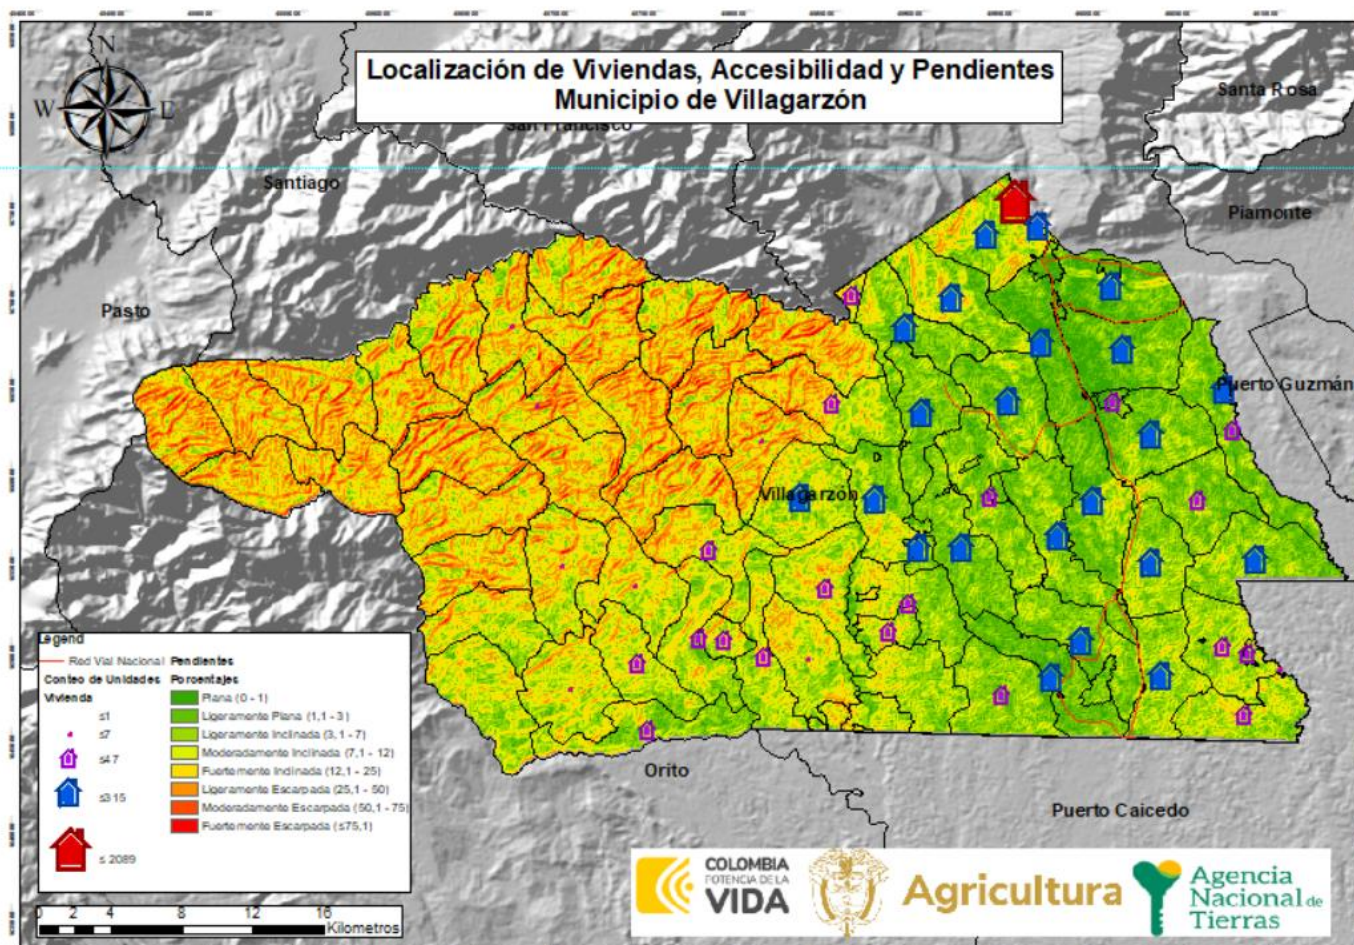 Localización de Viviendas, Accesibilidad y Pendientes
Municipio de Villagarzón
N
W
E
Santa Rosa
San Francisco
Santiago
Piamonte
Pasto
Puerto Guzmán
Villagarzón
Orito
Puerto Caicedo
Legend
Red Vial Nacional
Conteo de Unidades
Vivienda
≤1
≤7
≤47
≤315
≤ 2089
Pendientes
Porcentajes
Plana (0 - 1)
Ligeramente Plana (1,1 - 3)
Ligeramente Inclinada (3,1 - 7)
Moderadamente Inclinada (7,1 - 12)
Fuertemente Inclinada (12,1 - 25)
Ligeramente Escarpada (25,1 - 50)
Moderadamente Escarpada (50,1 - 75)
Fuertemente Escarpada (≤75,1)
0 2 4 8 12 16
Kilometros
COLOMBIA
POTENCIA DE LA
VIDA
Agricultura
Agencia
Nacional de
Tierras